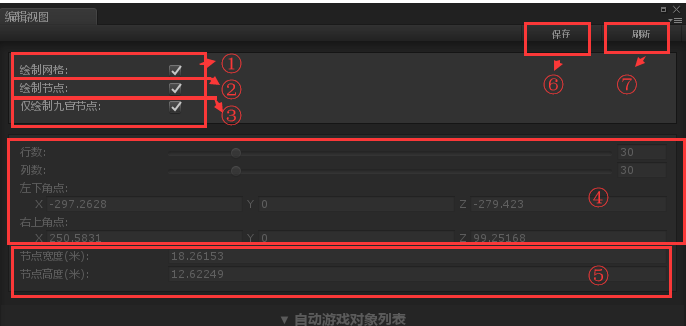 编辑视图
保存 刷新
绘制网格: ①
绘制节点: ②
仅绘制九宫节点: ③
⑥ ⑦
行数: 30
列数: 30
左下角点:
X -297.2628 Y 0 Z -279.423
④
右上角点:
X 250.5831 Y 0 Z 99.25168
节点宽度(米): 18.26153
节点高度(米): 12.62249
⑤
▼ 自动游戏对象列表